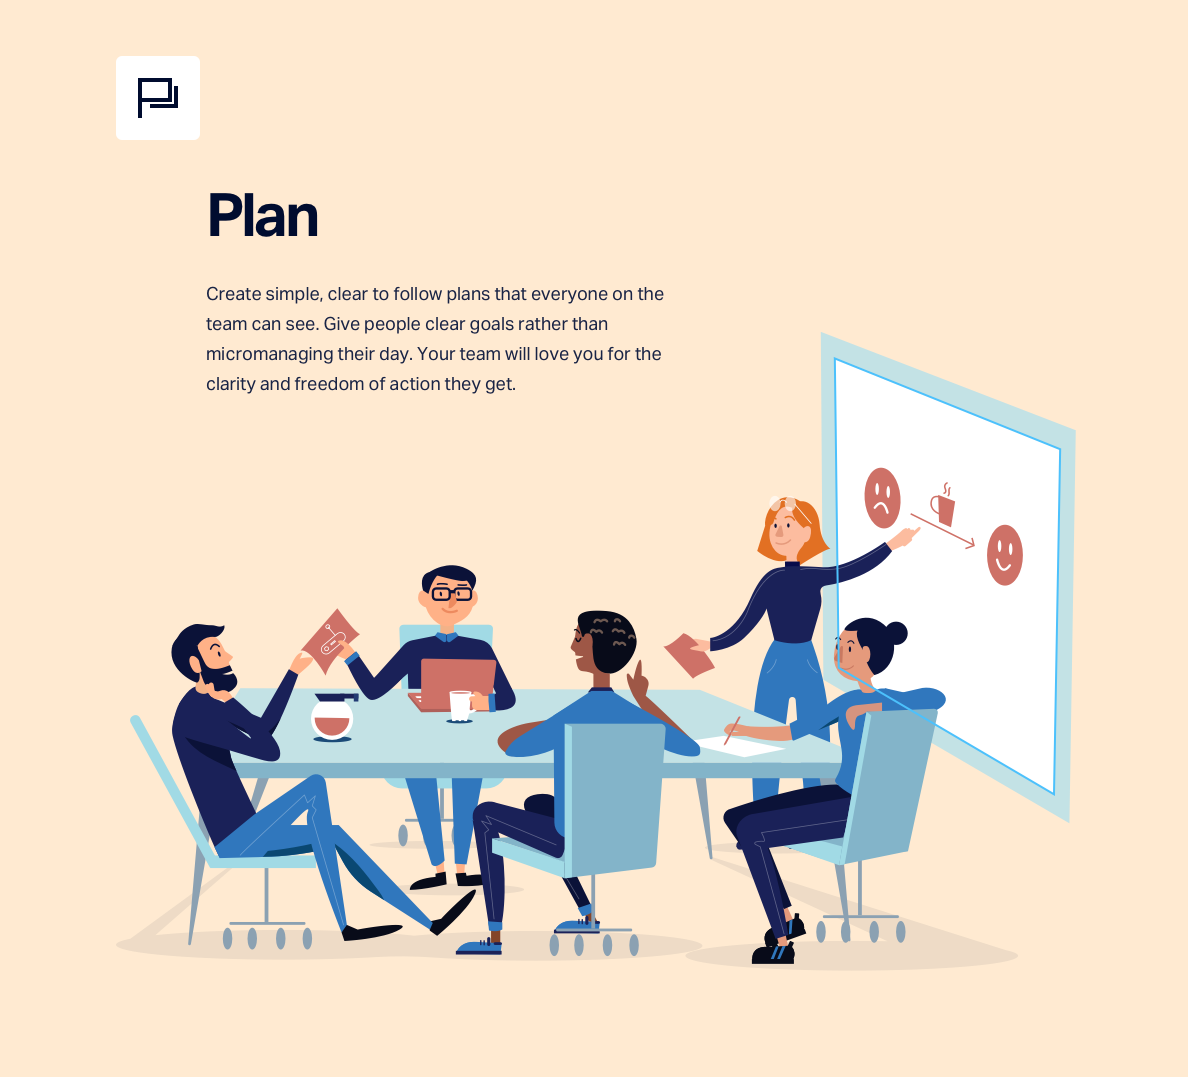 Plan
Create simple, clear to follow plans that everyone on the
team can see. Give people clear goals rather than
micromanaging their day. Your team will love you for the
clarity and freedom of action they get.